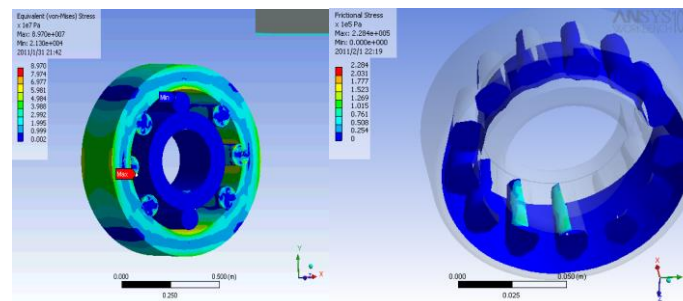 Equivalent (von-Mises) Stress
x 1e7 Pa
Max: 8.970e+007
Min: 2.130e+004
2011/1/31 21:42
8.970
7.974
6.977
5.981
4.984
3.988
2.992
1.995
0.999
0.002
Min
Max
0.000
0.500 (m)
0.250
Y
X
Frictional Stress
x 1e5 Pa
Max: 2.284e+005
Min: 0.000e+000
2011/2/1 22:19
2.284
2.031
1.777
1.523
1.269
1.015
0.761
0.508
0.254
0
ANSYS
0.000
0.050 (m)
0.025
X
Y
Z